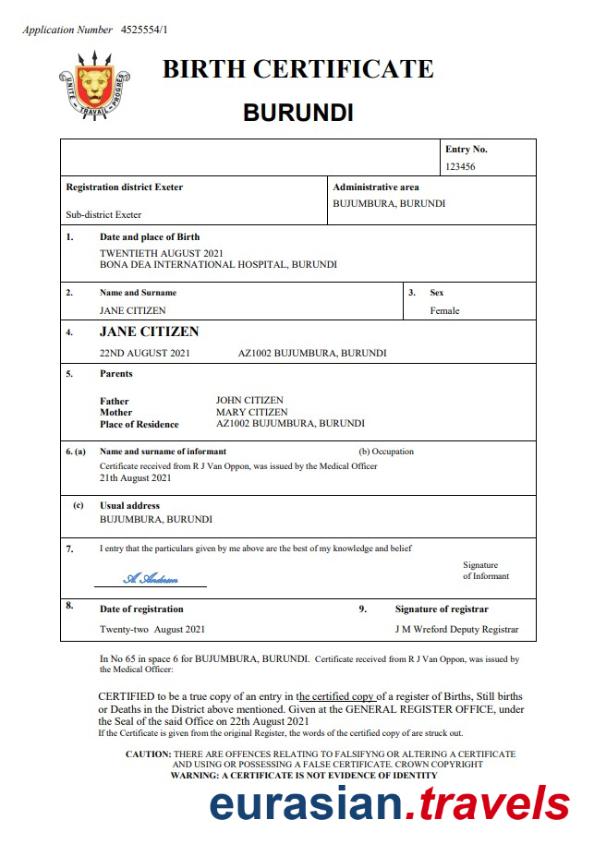 Application Number 4525554/1
UNITE TRAVAIL PROGRES
BIRTH CERTIFICATE
BURUNDI
Entry No.
123456
Registration district Exeter
Sub-district Exeter
Administrative area
BUJUMBURA, BURUNDI
1. Date and place of Birth
TWENTIETH AUGUST 2021
BONA DEA INTERNATIONAL HOSPITAL, BURUNDI
2. Name and Surname
JANE CITIZEN
3. Sex
Female
4. JANE CITIZEN
22ND AUGUST 2021 AZ1002 BUJUMBURA, BURUNDI
5. Parents
Father JOHN CITIZEN
Mother MARY CITIZEN
Place of Residence AZ1002 BUJUMBURA, BURUNDI
6. (a) Name and surname of informant (b) Occupation
Certificate received from R J Van Oppon, was issued by the Medical Officer
21th August 2021
(c) Usual address
BUJUMBURA, BURUNDI
7. I entry that the particulars given by me above are the best of my knowledge and belief
A. Anderson
Signature
of Informant
8. Date of registration 9. Signature of registrar
Twenty-two August 2021 J M Wreford Deputy Registrar
In No 65 in space 6 for BUJUMBURA, BURUNDI. Certificate received from R J Van Oppon, was issued by
the Medical Officer:
CERTIFIED to be a true copy of an entry in the certified copy of a register of Births, Still births
or Deaths in the District above mentioned. Given at the GENERAL REGISTER OFFICE, under
the Seal of the said Office on 22th August 2021
If the Certificate is given from the original Register, the words of the certified copy of are struck out.
CAUTION: THERE ARE OFFENCES RELATING TO FALSIFYNG OR ALTERING A CERTIFICATE
AND USING OR POSSESSING A FALSE CERTIFICATE. CROWN COPYRIGHT
WARNING: A CERTIFICATE IS NOT EVIDENCE OF IDENTITY
eurasian.travels